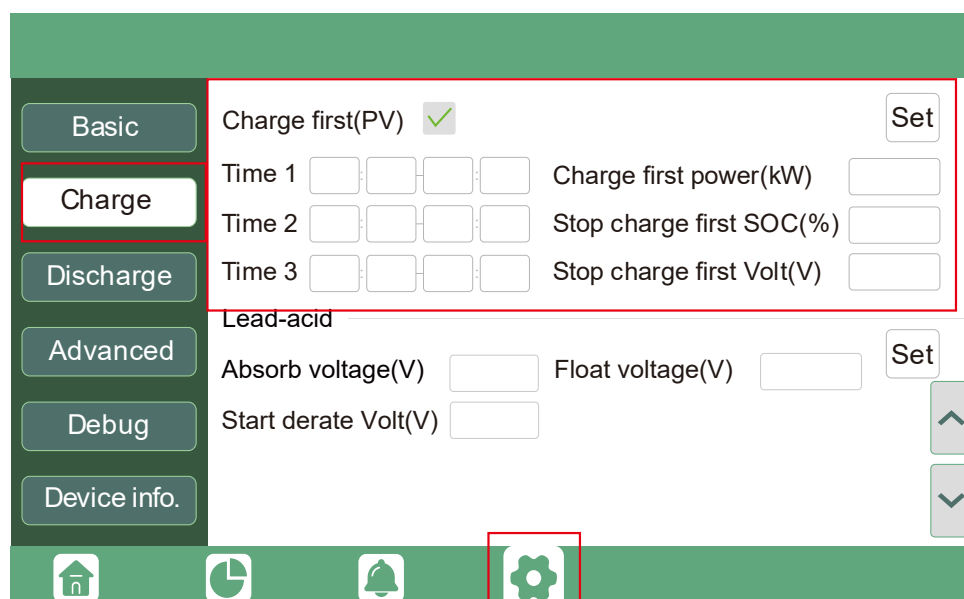 Basic
Charge
Discharge
Advanced
Debug
Device info.
Charge first(PV) Set
Time 1 : - : Charge first power(kW)
Time 2 : - : Stop charge first SOC(%)
Time 3 : - : Stop charge first Volt(V)
Lead-acid
Absorb voltage(V) Float voltage(V) Set
Start derate Volt(V)